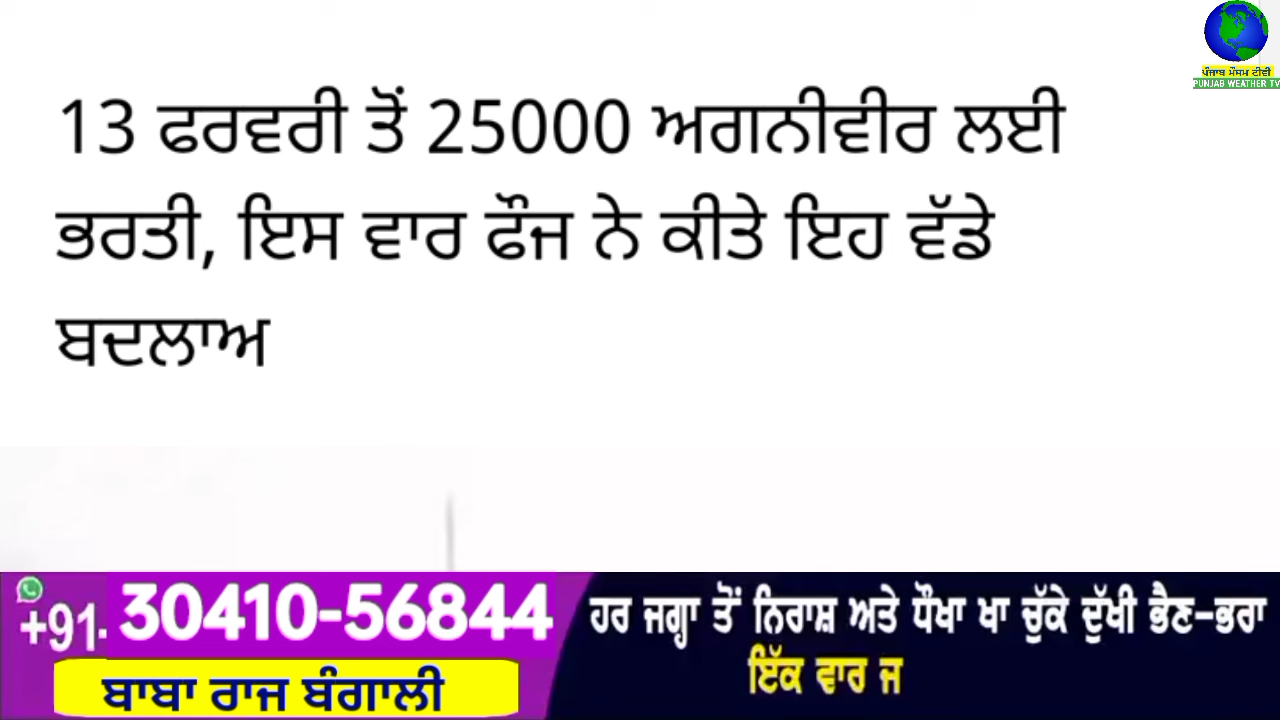 ਪੰਜਾਬ ਮੌਸਮ ਟੀਵੀ
PUNJAB WEATHER TV
13 ਫਰਵਰੀ ਤੋਂ 25000 ਅਗਨੀਵੀਰ ਲਈ
ਭਰਤੀ, ਇਸ ਵਾਰ ਫੌਜ ਨੇ ਕੀਤੇ ਇਹ ਵੱਡੇ
ਬਦਲਾਅ
+91-30410-56844
ਬਾਬਾ ਰਾਜ ਬੰਗਾਲੀ
ਹਰ ਜਗ੍ਹਾ ਤੋਂ ਨਿਰਾਸ਼ ਅਤੇ ਧੌਖਾ ਖਾ ਚੁੱਕੇ ਦੁੱਖੀ ਭੈਣ-ਭਰਾ
ਇੱਕ ਵਾਰ ਜ